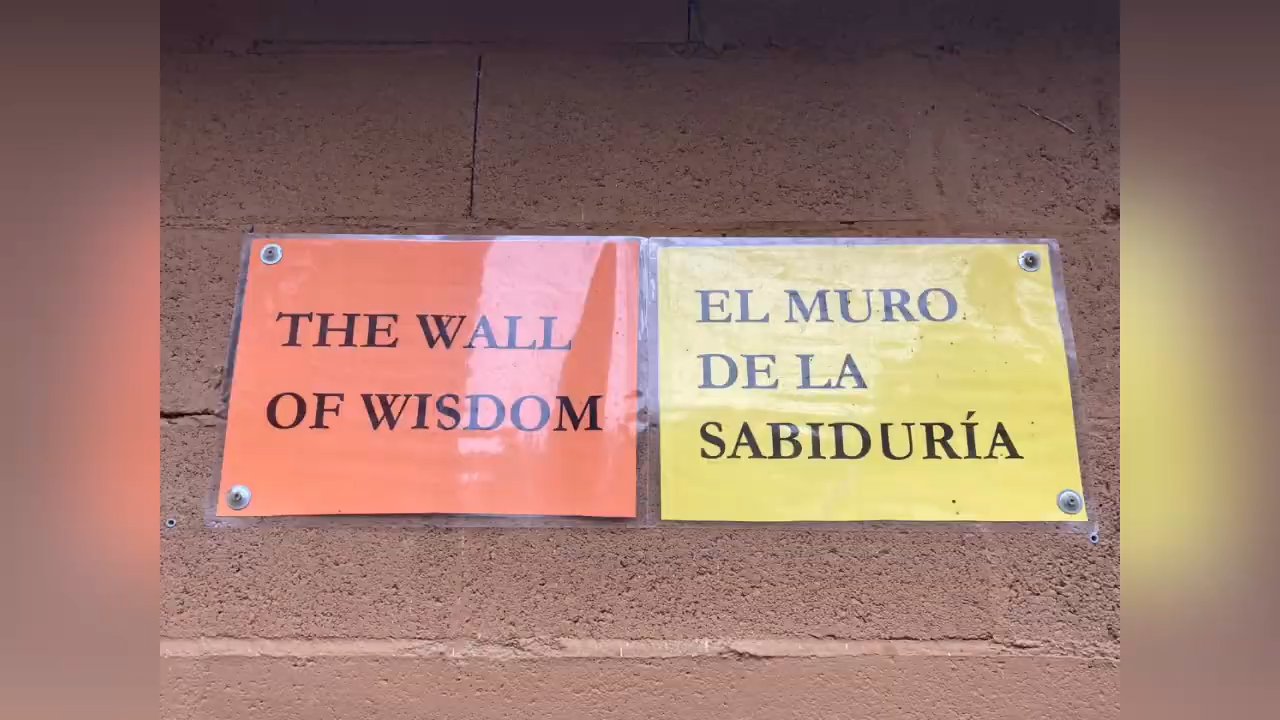 THE WALL
OF WISDOM
EL MURO
DE LA
SABIDURÍA